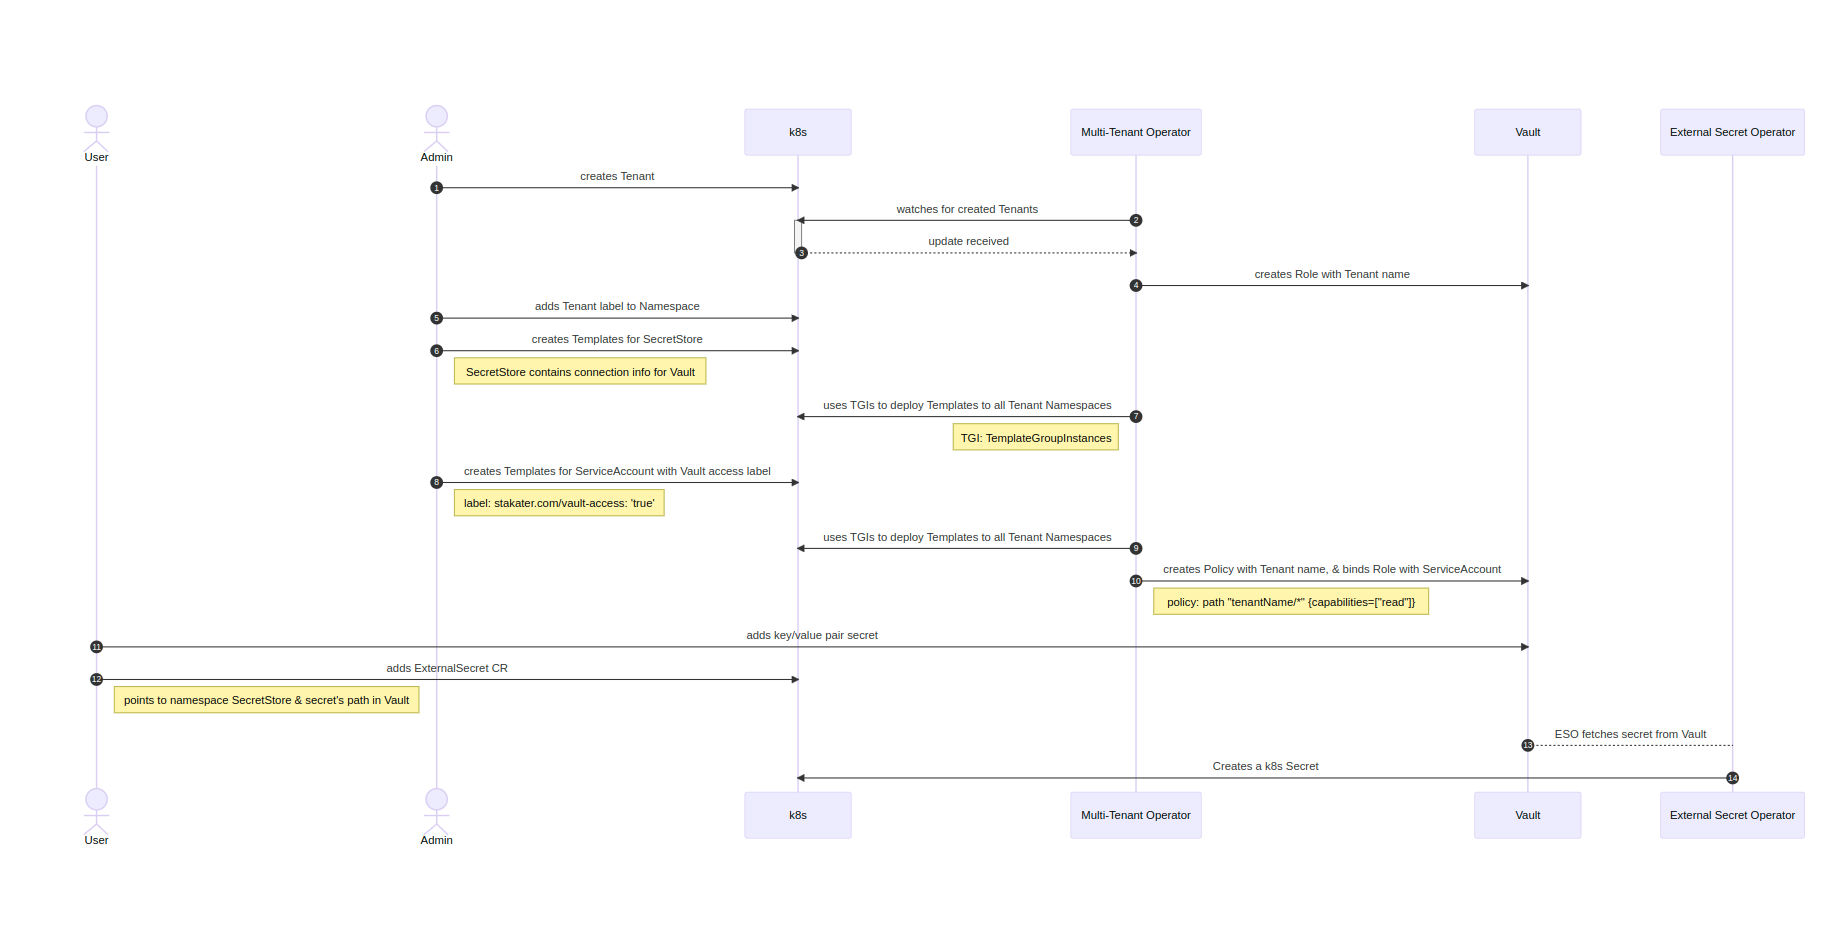 User
Admin
k8s
Multi-Tenant Operator
Vault
External Secret Operator
creates Tenant
1
watches for created Tenants
2
update received
3
creates Role with Tenant name
4
adds Tenant label to Namespace
5
creates Templates for SecretStore
6
SecretStore contains connection info for Vault
uses TGIs to deploy Templates to all Tenant Namespaces
7
TGI: TemplateGroupInstances
creates Templates for ServiceAccount with Vault access label
8
label: stakater.com/vault-access: 'true'
uses TGIs to deploy Templates to all Tenant Namespaces
9
creates Policy with Tenant name, & binds Role with ServiceAccount
10
policy: path "tenantName/*" {capabilities=["read"]}
adds key/value pair secret
11
adds ExternalSecret CR
12
points to namespace SecretStore & secret's path in Vault
ESO fetches secret from Vault
13
Creates a k8s Secret
14
User
Admin
k8s
Multi-Tenant Operator
Vault
External Secret Operator